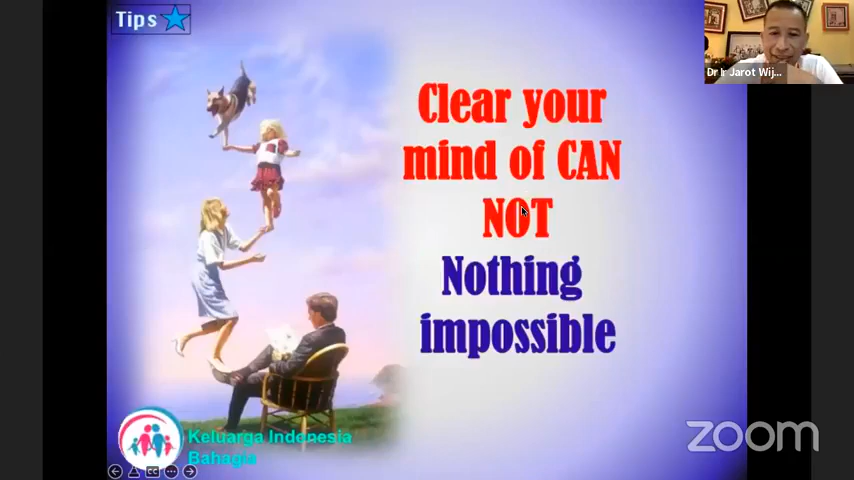 Tips
Dr Ir Jarot Wij...
Clear your
mind of CAN
NOT
Nothing
impossible
Keluarga Indonesia
Bahagia
zoom